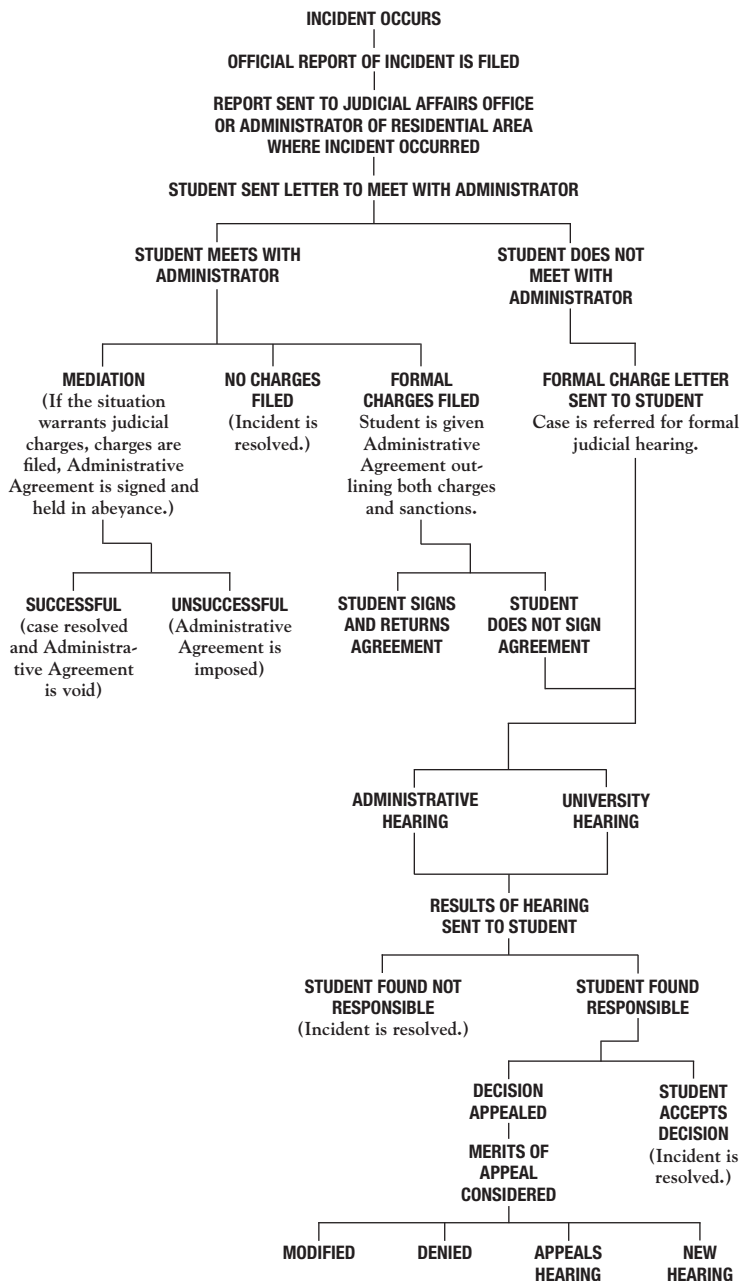 INCIDENT OCCURS
OFFICIAL REPORT OF INCIDENT IS FILED
REPORT SENT TO JUDICIAL AFFAIRS OFFICE
OR ADMINISTRATOR OF RESIDENTIAL AREA
WHERE INCIDENT OCCURRED
STUDENT SENT LETTER TO MEET WITH ADMINISTRATOR
STUDENT MEETS WITH
ADMINISTRATOR
STUDENT DOES NOT
MEET WITH
ADMINISTRATOR
MEDIATION
(If the situation
warrants judicial
charges, charges are
filed, Administrative
Agreement is signed and
held in abeyance.)
NO CHARGES
FILED
(Incident is
resolved.)
FORMAL
CHARGES FILED
Student is given
Administrative
Agreement out-
lining both charges
and sanctions.
FORMAL CHARGE LETTER
SENT TO STUDENT
Case is referred for formal
judicial hearing.
SUCCESSFUL
(case resolved
and Administra-
tive Agreement
is void)
UNSUCCESSFUL
(Administrative
Agreement is
imposed)
STUDENT SIGNS
AND RETURNS
AGREEMENT
STUDENT
DOES NOT SIGN
AGREEMENT
ADMINISTRATIVE
HEARING
UNIVERSITY
HEARING
RESULTS OF HEARING
SENT TO STUDENT
STUDENT FOUND NOT
RESPONSIBLE
(Incident is resolved.)
STUDENT FOUND
RESPONSIBLE
DECISION
APPEALED
STUDENT
ACCEPTS
DECISION
(Incident is
resolved.)
MERITS OF
APPEAL
CONSIDERED
MODIFIED
DENIED
APPEALS
HEARING
NEW
HEARING